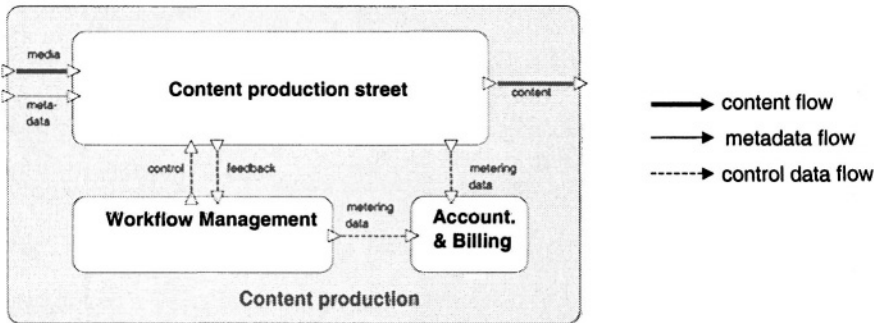 media
Content production street
content
meta-
data
content flow
metadata flow
control data flow
control
feedback
metering
data
Workflow Management
metering
data
Account.
& Billing
Content production